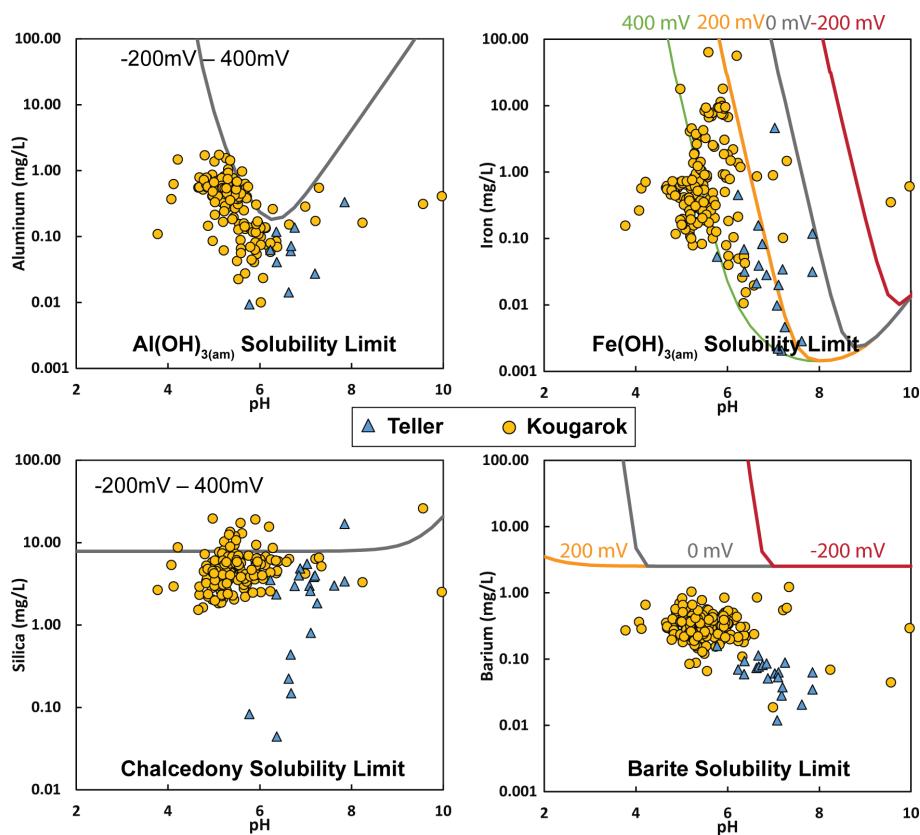 400 mV 200 mV 0 mV -200 mV
100.00 100.00
-200mV – 400mV
10.00 10.00
Aluminum (mg/L) Iron (mg/L)
1.00 1.00
0.10 0.10
0.01 0.01
Al(OH)3(am) Solubility Limit Fe(OH)3(am) Solubility Limit
0.001 0.001
2 4 6 8 10 2 4 6 8 10
pH pH
Teller Kougarok
100.00 100.00
-200mV – 400mV
10.00 10.00
200 mV 0 mV -200 mV
Silica (mg/L) Barium (mg/L)
1.00 1.00
0.10 0.10
0.01
Chalcedony Solubility Limit Barite Solubility Limit
0.01 0.001
2 4 6 8 10 2 4 6 8 10
pH pH